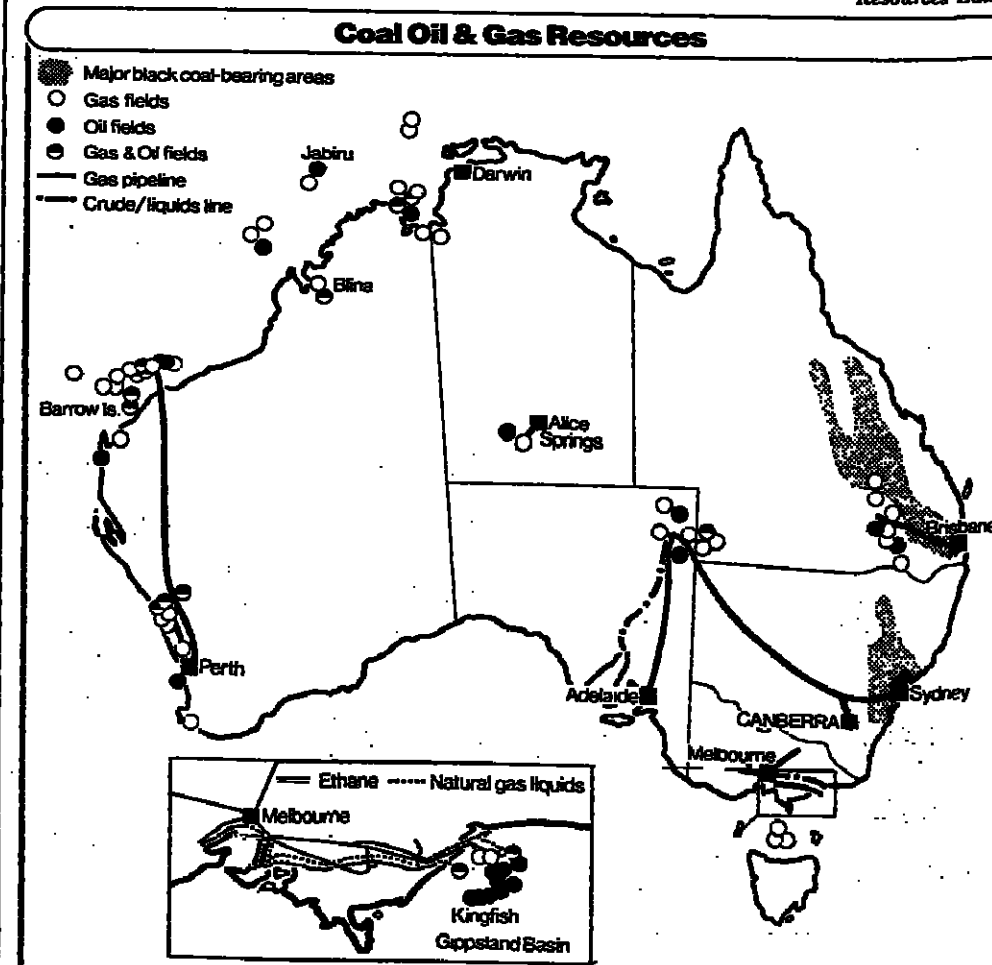 Coal Oil & Gas Resources
Major black coal-bearing areas
Gas fields
Oil fields
Gas & Oil fields
Gas pipeline
Crude/liquids line
Jabiru
Darwin
Blina
Barrow Is.
Alice
Springs
Brisbane
Perth
Adelaide
Sydney
CANBERRA
Melbourne
Ethane
Natural gas liquids
Melbourne
Kingfish
Gippsland Basin